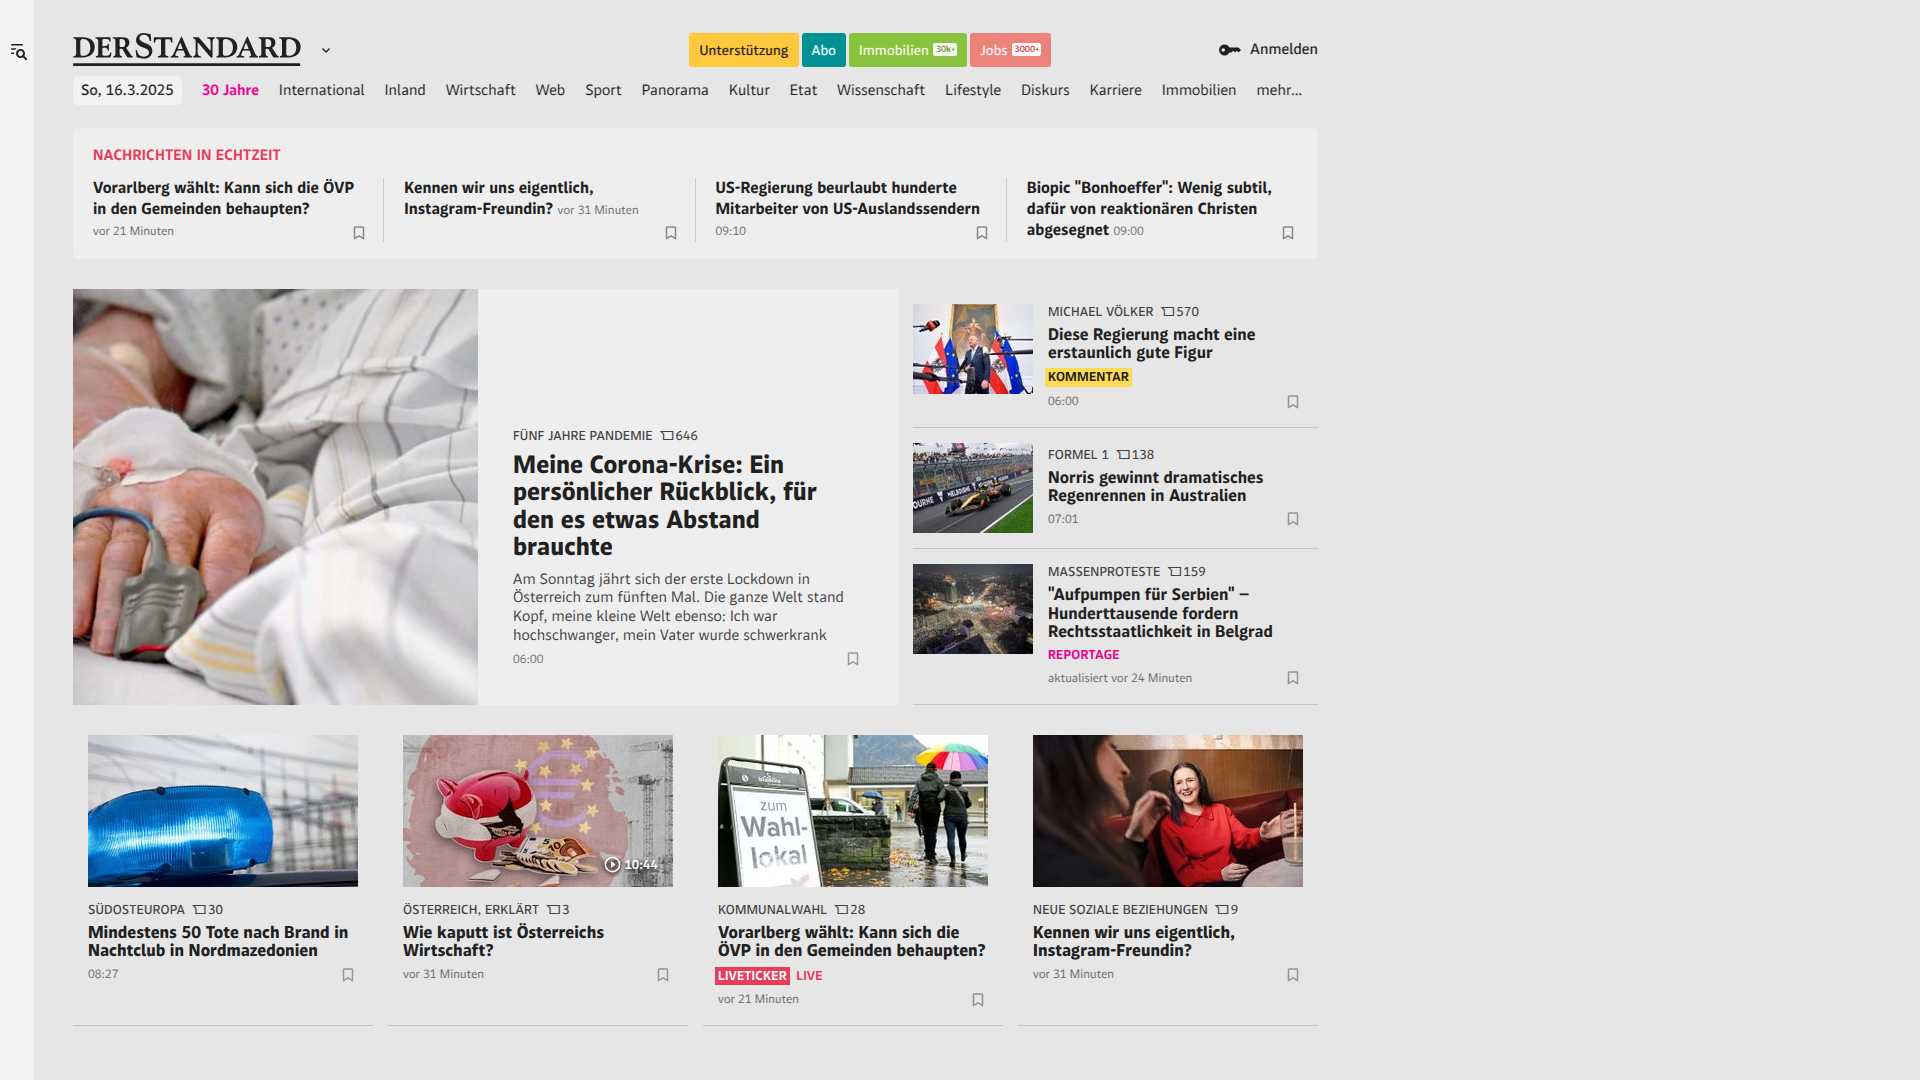 DERSTANDARD
Unterstützung
Abo
Immobilien 30k+
Jobs 3000+
Anmelden
So, 16.3.2025
30 Jahre
International
Inland
Wirtschaft
Web
Sport
Panorama
Kultur
Etat
Wissenschaft
Lifestyle
Diskurs
Karriere
Immobilien
mehr...
NACHRICHTEN IN ECHTZEIT
Vorarlberg wählt: Kann sich die ÖVP
in den Gemeinden behaupten?
vor 21 Minuten
Kennen wir uns eigentlich,
Instagram-Freundin? vor 31 Minuten
US-Regierung beurlaubt hunderte
Mitarbeiter von US-Auslandssendern
09:10
Biopic "Bonhoeffer": Wenig subtil,
dafür von reaktionären Christen
abgesegnet 09:00
FÜNF JAHRE PANDEMIE 646
Meine Corona-Krise: Ein
persönlicher Rückblick, für
den es etwas Abstand
brauchte
Am Sonntag jährt sich der erste Lockdown in
Österreich zum fünften Mal. Die ganze Welt stand
Kopf, meine kleine Welt ebenso: Ich war
hochschwanger, mein Vater wurde schwerkrank
06:00
MICHAEL VÖLKER 570
Diese Regierung macht eine
erstaunlich gute Figur
KOMMENTAR
06:00
FORMEL 1 138
Norris gewinnt dramatisches
Regenrennen in Australien
07:01
MASSENPROTESTE 159
"Aufpumpen für Serbien" –
Hunderttausende fordern
Rechtsstaatlichkeit in Belgrad
REPORTAGE
aktualisiert vor 24 Minuten
SÜDOSTEUROPA 30
Mindestens 50 Tote nach Brand in
Nachtclub in Nordmazedonien
08:27
10:44
ÖSTERREICH, ERKLÄRT 3
Wie kaputt ist Österreichs
Wirtschaft?
vor 31 Minuten
zum
Wahl-
lokal
KOMMUNALWAHL 28
Vorarlberg wählt: Kann sich die
ÖVP in den Gemeinden behaupten?
LIVETICKER LIVE
vor 21 Minuten
NEUE SOZIALE BEZIEHUNGEN 9
Kennen wir uns eigentlich,
Instagram-Freundin?
vor 31 Minuten